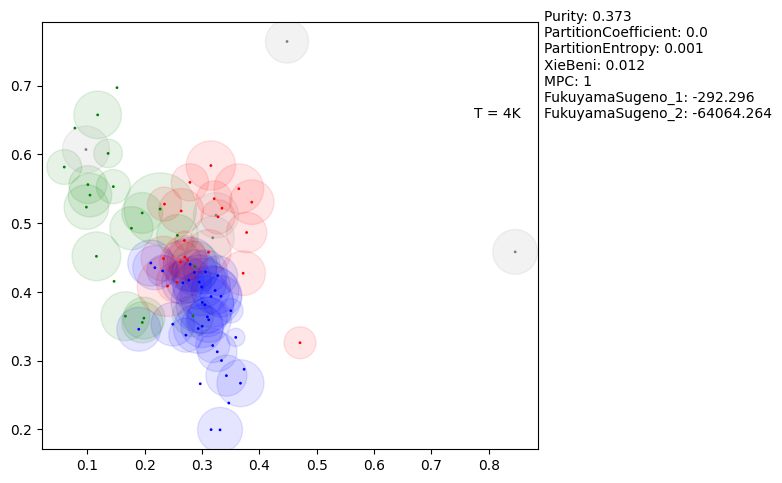 Purity: 0.373
PartitionCoefficient: 0.0
PartitionEntropy: 0.001
XieBeni: 0.012
MPC: 1
FukuyamaSugeno_1: -292.296
FukuyamaSugeno_2: -64064.264
T = 4K
0.7
0.6
0.5
0.4
0.3
0.2
0.1 0.2 0.3 0.4 0.5 0.6 0.7 0.8